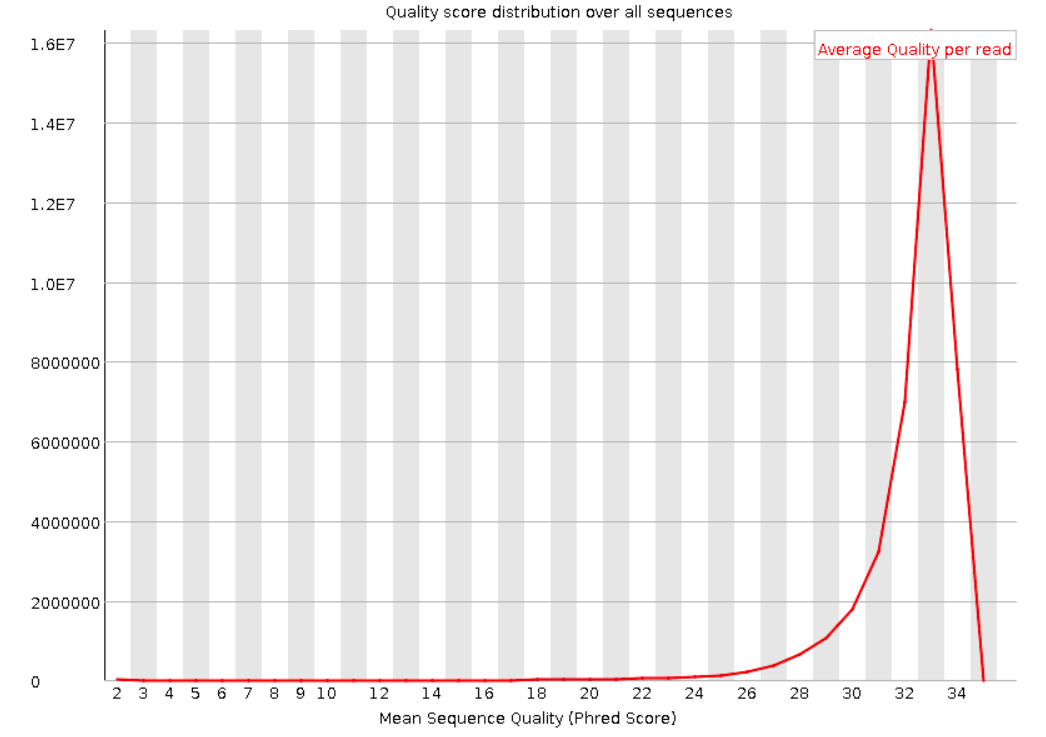 Quality score distribution over all sequences
Average Quality per read
1.6E7
1.4E7
1.2E7
1.0E7
8000000
6000000
4000000
2000000
0
2 3 4 5 6 7 8 9 10 12 14 16 18 20 22 24 26 28 30 32 34
Mean Sequence Quality (Phred Score)